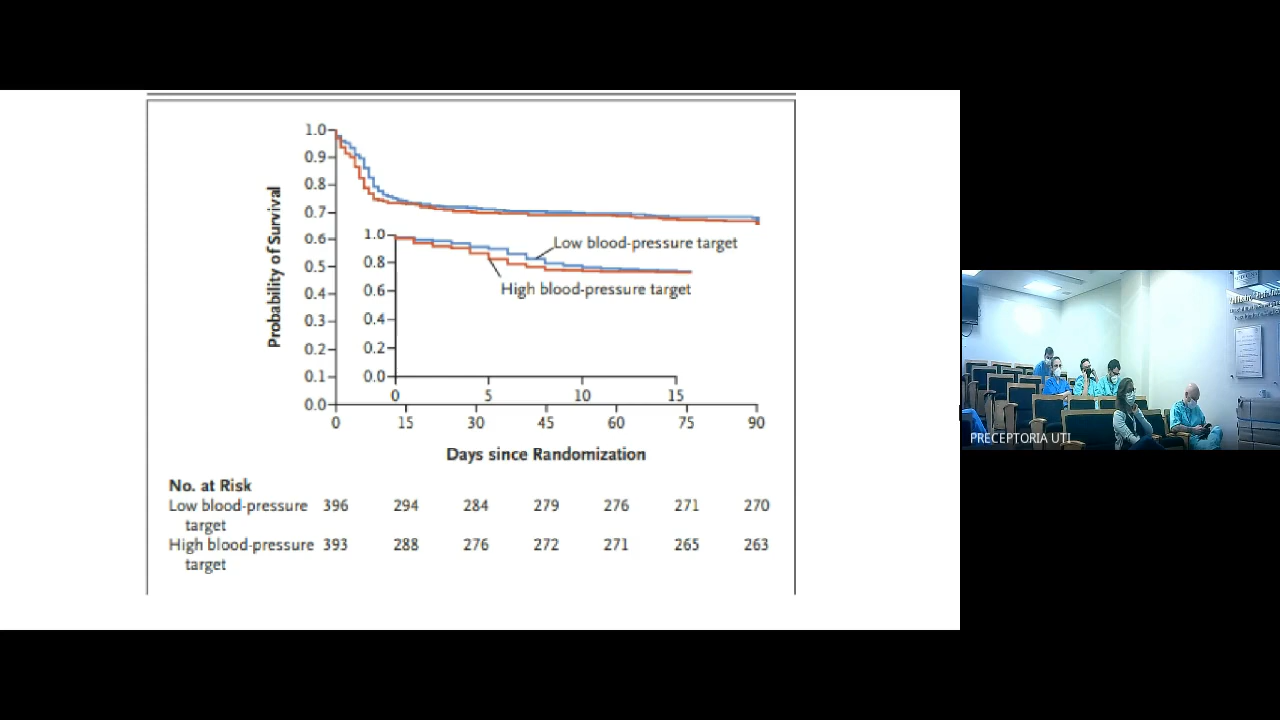 Probability of Survival
1.0
0.9
0.8
0.7
0.6
0.5
0.4
0.3
0.2
0.1
0.0
0 15 30 45 60 75 90
1.0
0.8
0.6
0.4
0.2
0.0
0 5 10 15
Low blood-pressure target
High blood-pressure target
Days since Randomization
No. at Risk
Low blood-pressure 396 294 284 279 276 271 270
target
High blood-pressure 393 288 276 272 271 265 263
target
PRECEPTORIA UTI